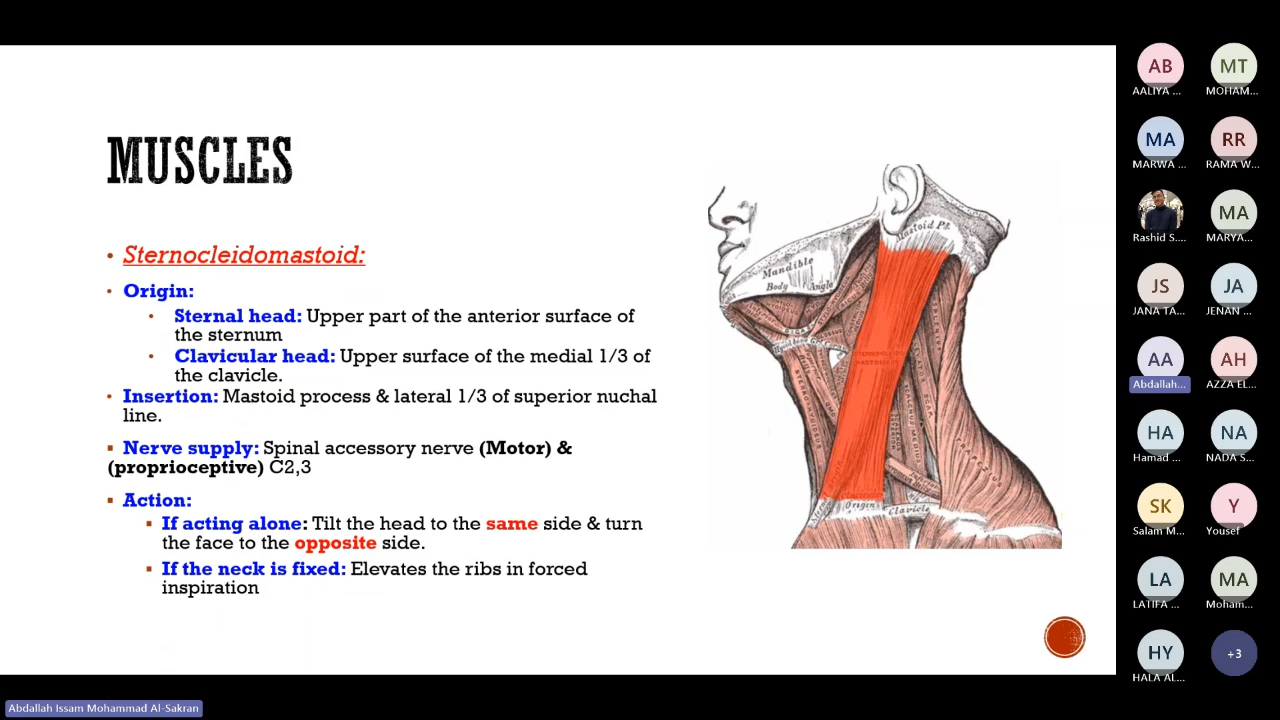 MUSCLES
• Sternocleidomastoid:
• Origin:
• Sternal head: Upper part of the anterior surface of
the sternum
• Clavicular head: Upper surface of the medial 1/3 of
the clavicle.
• Insertion: Mastoid process & lateral 1/3 of superior nuchal
line.
▪ Nerve supply: Spinal accessory nerve (Motor) &
(proprioceptive) C2,3
▪ Action:
▪ If acting alone: Tilt the head to the same side & turn
the face to the opposite side.
▪ If the neck is fixed: Elevates the ribs in forced
inspiration
Mastoid Ps.
Mandible
Body Angle
Origin
Clavicle
AB MT
AALIYA ... MOHAM...
MA RR
MARWA ... RAMA W...
MA
Rashid S.... MARYA...
JS JA
JANA TA... JENAN ...
AA AH
Abdallah... AZZA EL...
HA NA
Hamad ... NADA S...
SK Y
Salam M... Yousef
LA MA
LATIFA ... Moham...
HY +3
HALA AL...
Abdallah Issam Mohammad Al-Sakran